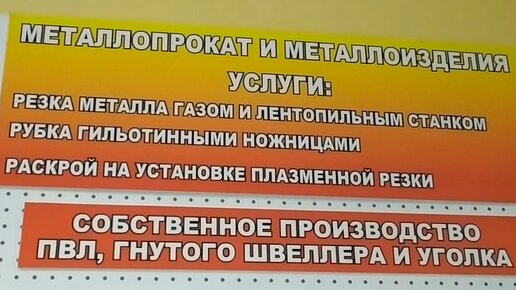 МЕТАЛЛОПРОКАТ И МЕТАЛЛОИЗДЕЛИЯ
УСЛУГИ:
РЕЗКА МЕТАЛЛА ГАЗОМ И ЛЕНТОПИЛЬНЫМ СТАНКОМ
РУБКА ГИЛЬОТИННЫМИ НОЖНИЦАМИ
РАСКРОЙ НА УСТАНОВКЕ ПЛАЗМЕННОЙ РЕЗКИ
СОБСТВЕННОЕ ПРОИЗВОДСТВО
ПВЛ, ГНУТОГО ШВЕЛЛЕРА И УГОЛКА